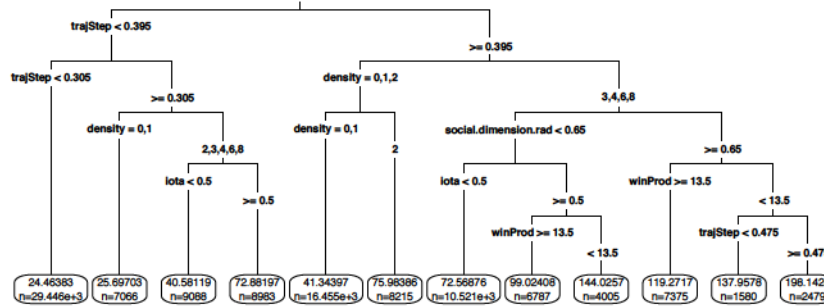 trajStep < 0.395
>= 0.395
trajStep < 0.305
density = 0,1,2
>= 0.305
3,4,6,8
density = 0,1
density = 0,1
social.dimension.rad < 0.65
2,3,4,6,8
2
>= 0.65
iota < 0.5
iota < 0.5
winProd >= 13.5
>= 0.5
>= 0.5
< 13.5
winProd >= 13.5
trajStep < 0.475
< 13.5
>= 0.47
24.46383
n=29.446e+3
25.69703
n=7066
40.58119
n=9088
72.88197
n=8983
41.34397
n=16.455e+3
75.98386
n=8215
72.56876
n=10.521e+3
99.02408
n=6787
144.0257
n=4005
119.2717
n=7375
137.9578
n=1580
198.142
n=2479